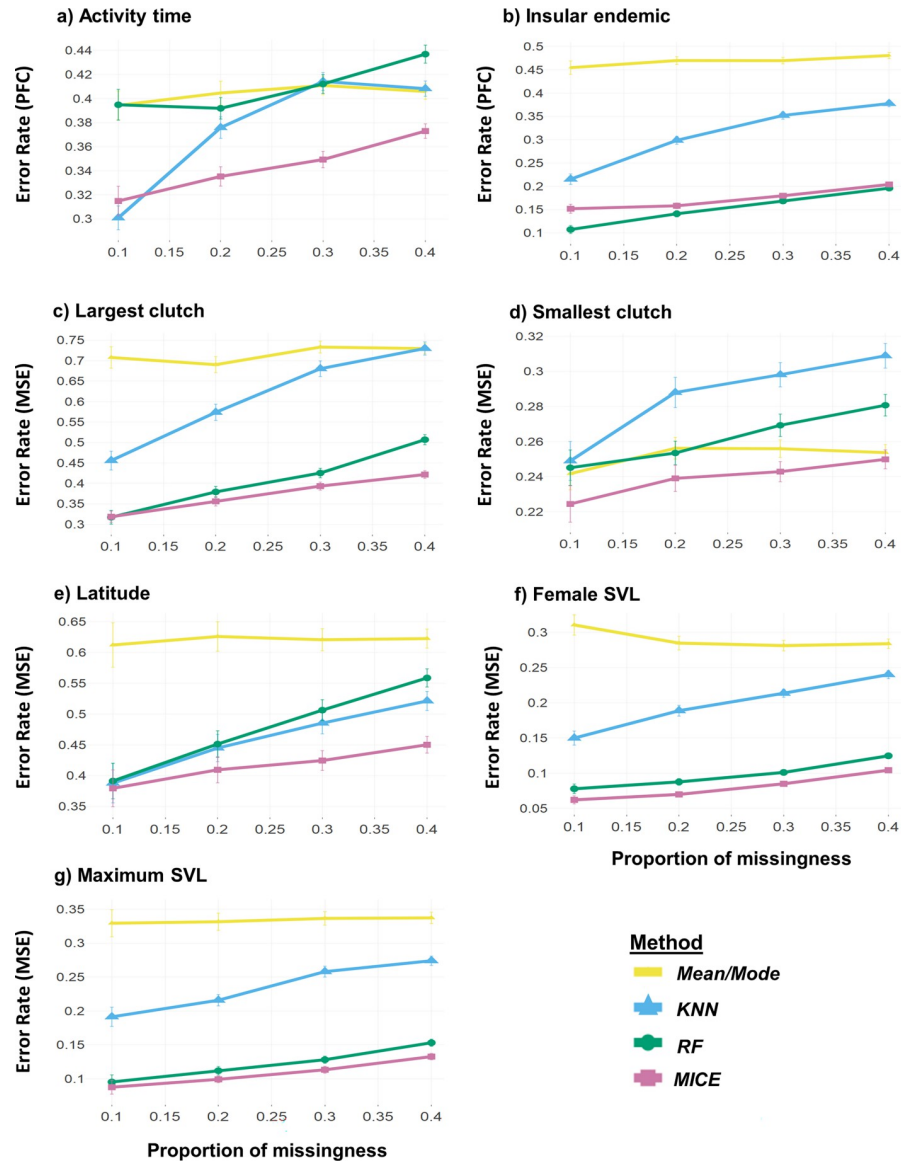 a) Activity time
Error Rate (PFC)
0.44
0.42
0.4
0.38
0.36
0.34
0.32
0.3
0.1 0.15 0.2 0.25 0.3 0.35 0.4
b) Insular endemic
Error Rate (PFC)
0.5
0.45
0.4
0.35
0.3
0.25
0.2
0.15
0.1
0.1 0.15 0.2 0.25 0.3 0.35 0.4
c) Largest clutch
Error Rate (MSE)
0.75
0.7
0.65
0.6
0.55
0.5
0.45
0.4
0.35
0.3
0.1 0.15 0.2 0.25 0.3 0.35 0.4
d) Smallest clutch
Error Rate (MSE)
0.32
0.3
0.28
0.26
0.24
0.22
0.1 0.15 0.2 0.25 0.3 0.35 0.4
e) Latitude
Error Rate (MSE)
0.65
0.6
0.55
0.5
0.45
0.4
0.35
0.1 0.15 0.2 0.25 0.3 0.35 0.4
f) Female SVL
Error Rate (MSE)
0.3
0.25
0.2
0.15
0.1
0.05
0.1 0.15 0.2 0.25 0.3 0.35 0.4
Proportion of missingness
g) Maximum SVL
Error Rate (MSE)
0.35
0.3
0.25
0.2
0.15
0.1
0.1 0.15 0.2 0.25 0.3 0.35 0.4
Proportion of missingness
Method
Mean/Mode
KNN
RF
MICE